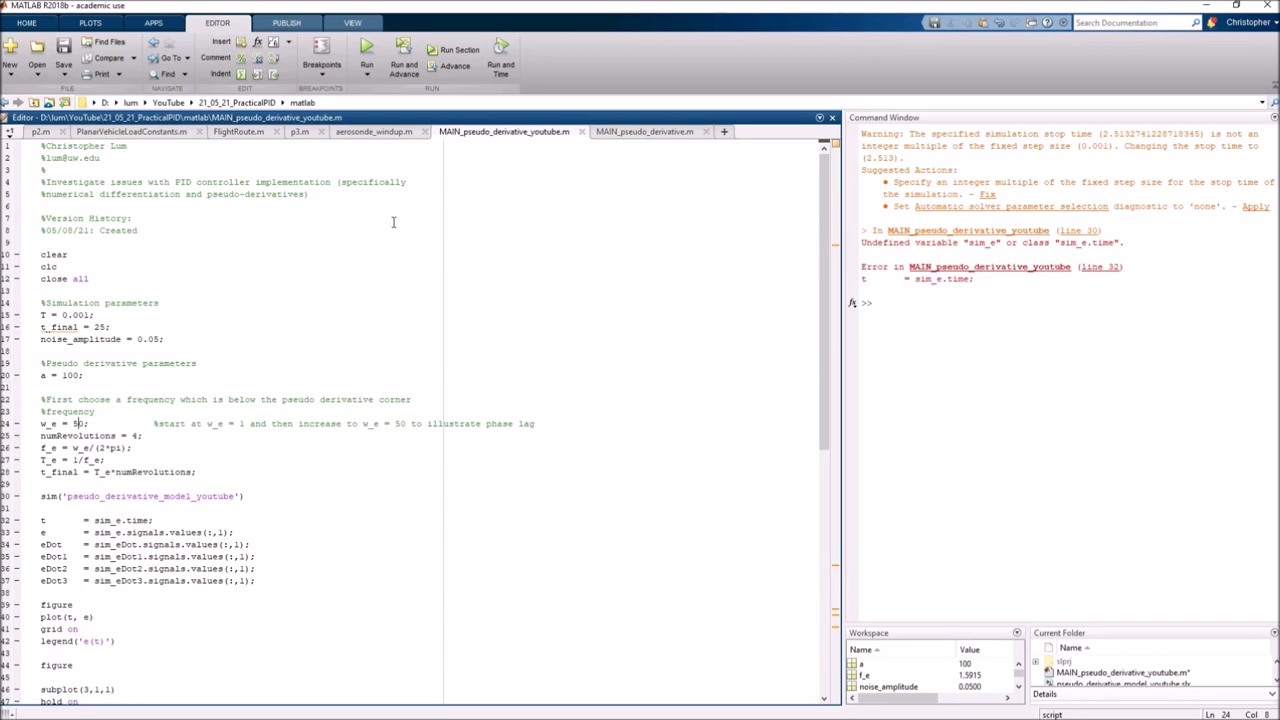 MATLAB R2018b - academic use
HOME PLOTS APPS EDITOR PUBLISH VIEW
Search Documentation Christopher
New Open Save Find Files Compare Print
Go To Find
Insert Comment Indent
Breakpoints Run Run and Advance Run Section Advance Run and Time
FILE NAVIGATE EDIT BREAKPOINTS RUN
D: lum YouTube 21_05_21_PracticalPID matlab
Editor - D:\lum\YouTube\21_05_21_PracticalPID\matlab\MAIN_pseudo_derivative_youtube.m
p2.m PlanarVehicleLoadConstants.m FlightRoute.m p3.m aerosonde_windup.m MAIN_pseudo_derivative_youtube.m MAIN_pseudo_derivative.m
1 %Christopher Lum
2 %lum@uw.edu
3 %
4 %Investigate issues with PID controller implementation (specifically
5 %numerical differentiation and pseudo-derivatives)
6
7 %Version History:
8 %05/08/21: Created
9
10 clear
11 clc
12 close all
13
14 %Simulation parameters
15 T = 0.001;
16 t_final = 25;
17 noise_amplitude = 0.05;
18
19 %Pseudo derivative parameters
20 a = 100;
21
22 %First choose a frequency which is below the pseudo derivative corner
23 %frequency
24 w_e = 50; %start at w_e = 1 and then increase to w_e = 50 to illustrate phase lag
25 numRevolutions = 4;
26 f_e = w_e/(2*pi);
27 T_e = 1/f_e;
28 t_final = T_e*numRevolutions;
29
30 sim('pseudo_derivative_model_youtube')
31
32 t = sim_e.time;
33 e = sim_e.signals.values(:,1);
34 eDot = sim_eDot.signals.values(:,1);
35 eDot1 = sim_eDot1.signals.values(:,1);
36 eDot2 = sim_eDot2.signals.values(:,1);
37 eDot3 = sim_eDot3.signals.values(:,1);
38
39 figure
40 plot(t, e)
41 grid on
42 legend('e(t)')
43
44 figure
45
46 subplot(3,1,1)
47 hold on
Command Window
Warning: The specified simulation stop time (2.5132741228718345) is not an
integer multiple of the fixed step size (0.001). Changing the stop time to
(2.513).
Suggested Actions:
• Specify an integer multiple of the fixed step size for the stop time of
the simulation. - Fix
• Set Automatic solver parameter selection diagnostic to 'none'. - Apply
> In MAIN_pseudo_derivative_youtube (line 30)
Undefined variable "sim_e" or class "sim_e.time".
Error in MAIN_pseudo_derivative_youtube (line 32)
t = sim_e.time;
fx >>
Workspace
Name Value
a 100
f_e 1.5915
noise_amplitude 0.0500
Current Folder
Name
slprj
MAIN_pseudo_derivative_youtube.m*
pseudo_derivative_model_youtube.slx
Details
script Ln 24 Col 8